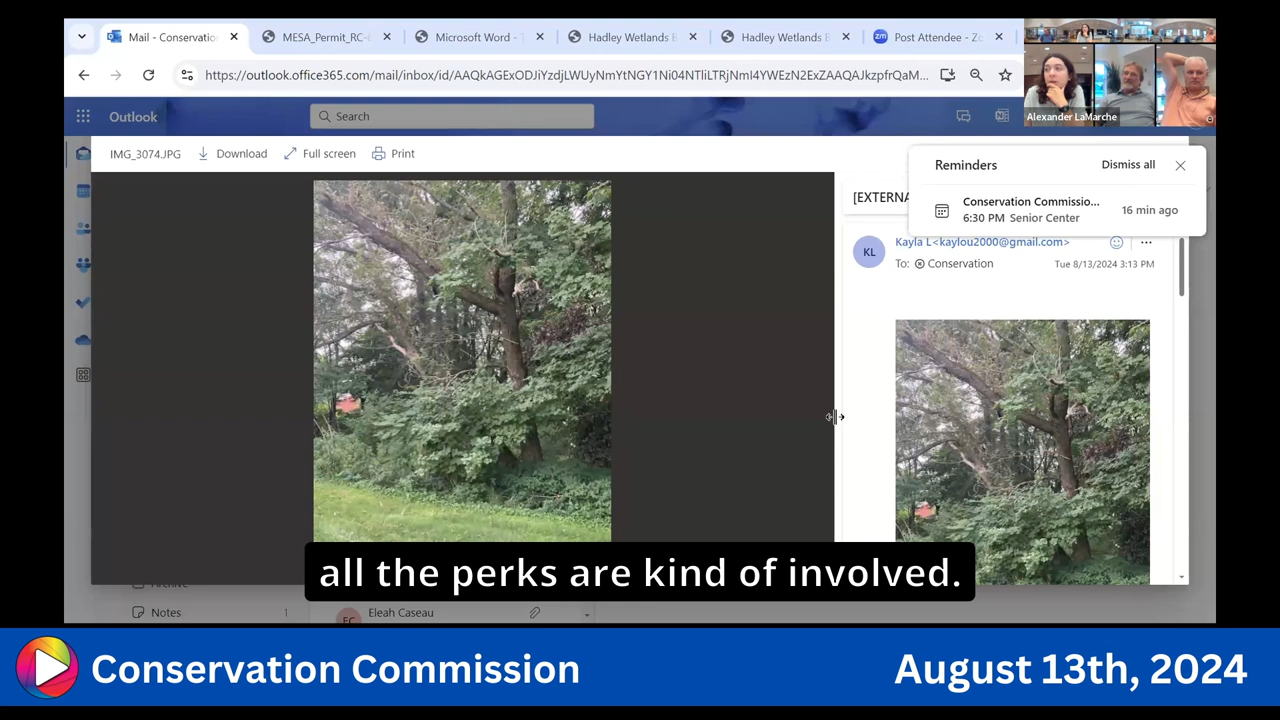 Mail - Conservatio
MESA_Permit_RC-
Microsoft Word - T
Hadley Wetlands B
Hadley Wetlands B
Post Attendee - Zo
https://outlook.office365.com/mail/inbox/id/AAQkAGExODJiYzdjLWUyNmYtNGY1Ni04NTliLTRjNmI4YWE2N2ExZAAQAJkzpfrQaM...
Alexander LaMarche
Outlook
Search
IMG_3074.JPG
Download
Full screen
Print
Reminders
Dismiss all
Conservation Commissio...
6:30 PM Senior Center
16 min ago
[EXTERNA
KL
Kayla L<kaylou2000@gmail.com>
To: Conservation
Tue 8/13/2024 3:13 PM
all the perks are kind of involved.
Notes
1
Eleah Caseau
Conservation Commission
August 13th, 2024